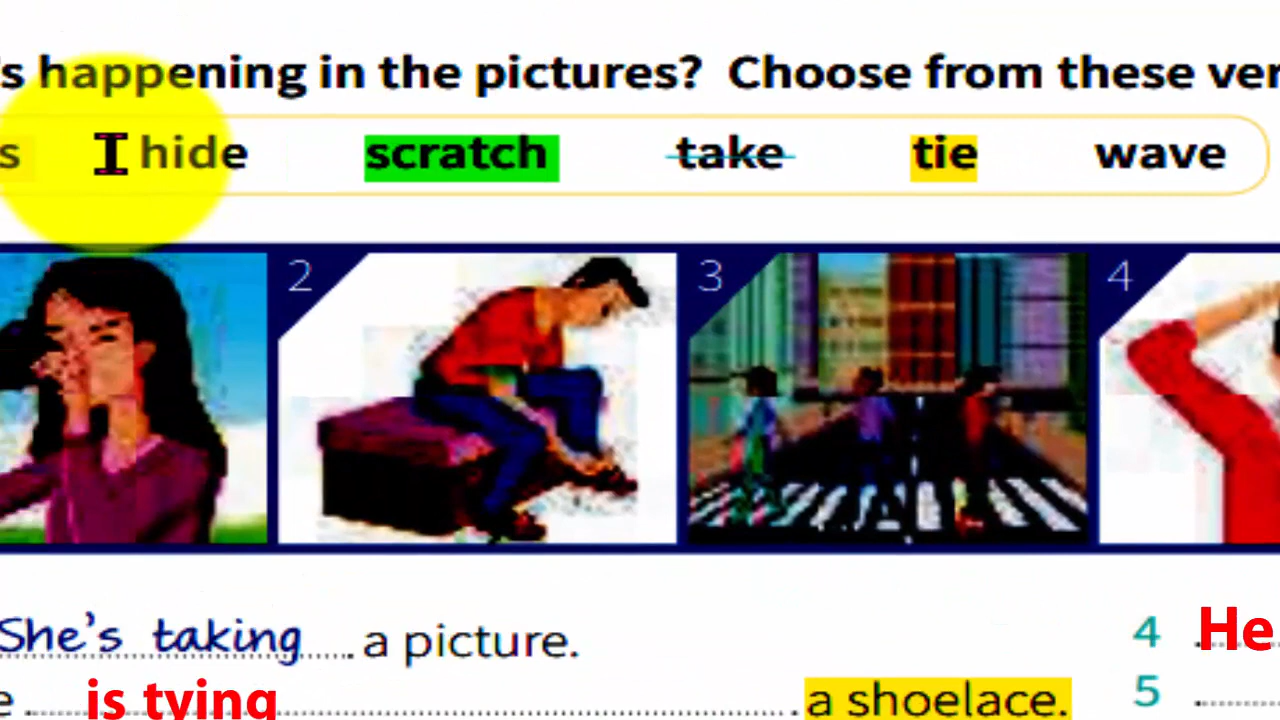 's happening in the pictures? Choose from these ver
s hide scratch take tie wave
2 3 4
She's taking a picture.
4 He
e is tying a shoelace.
5